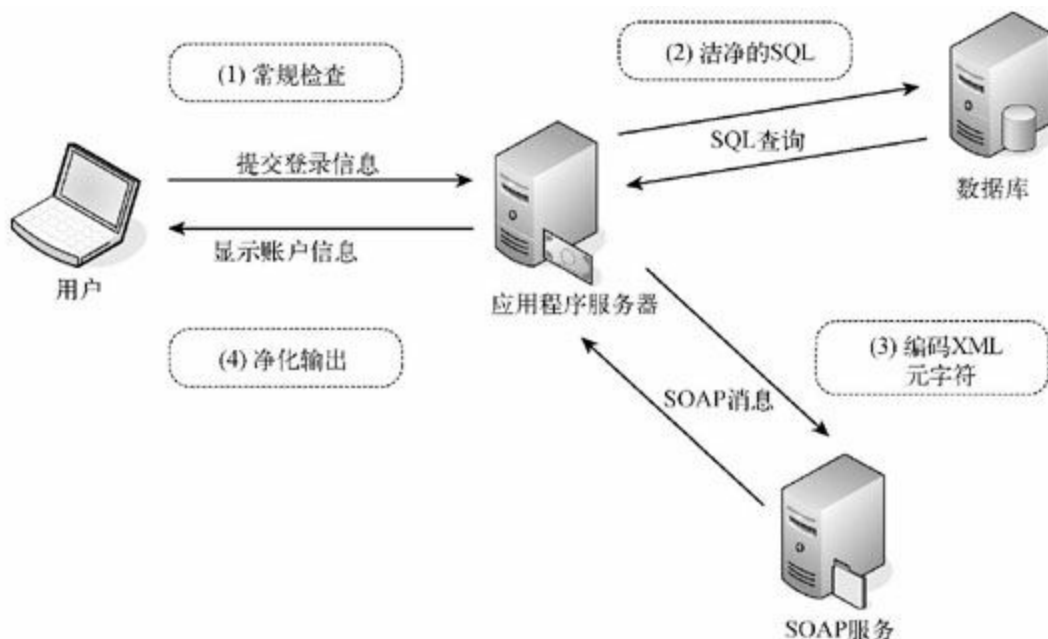 (1) 常规检查
(2) 洁净的SQL
提交登录信息
SQL查询
数据库
显示账户信息
用户
应用程序服务器
(4) 净化输出
(3) 编码XML
元字符
SOAP消息
SOAP服务